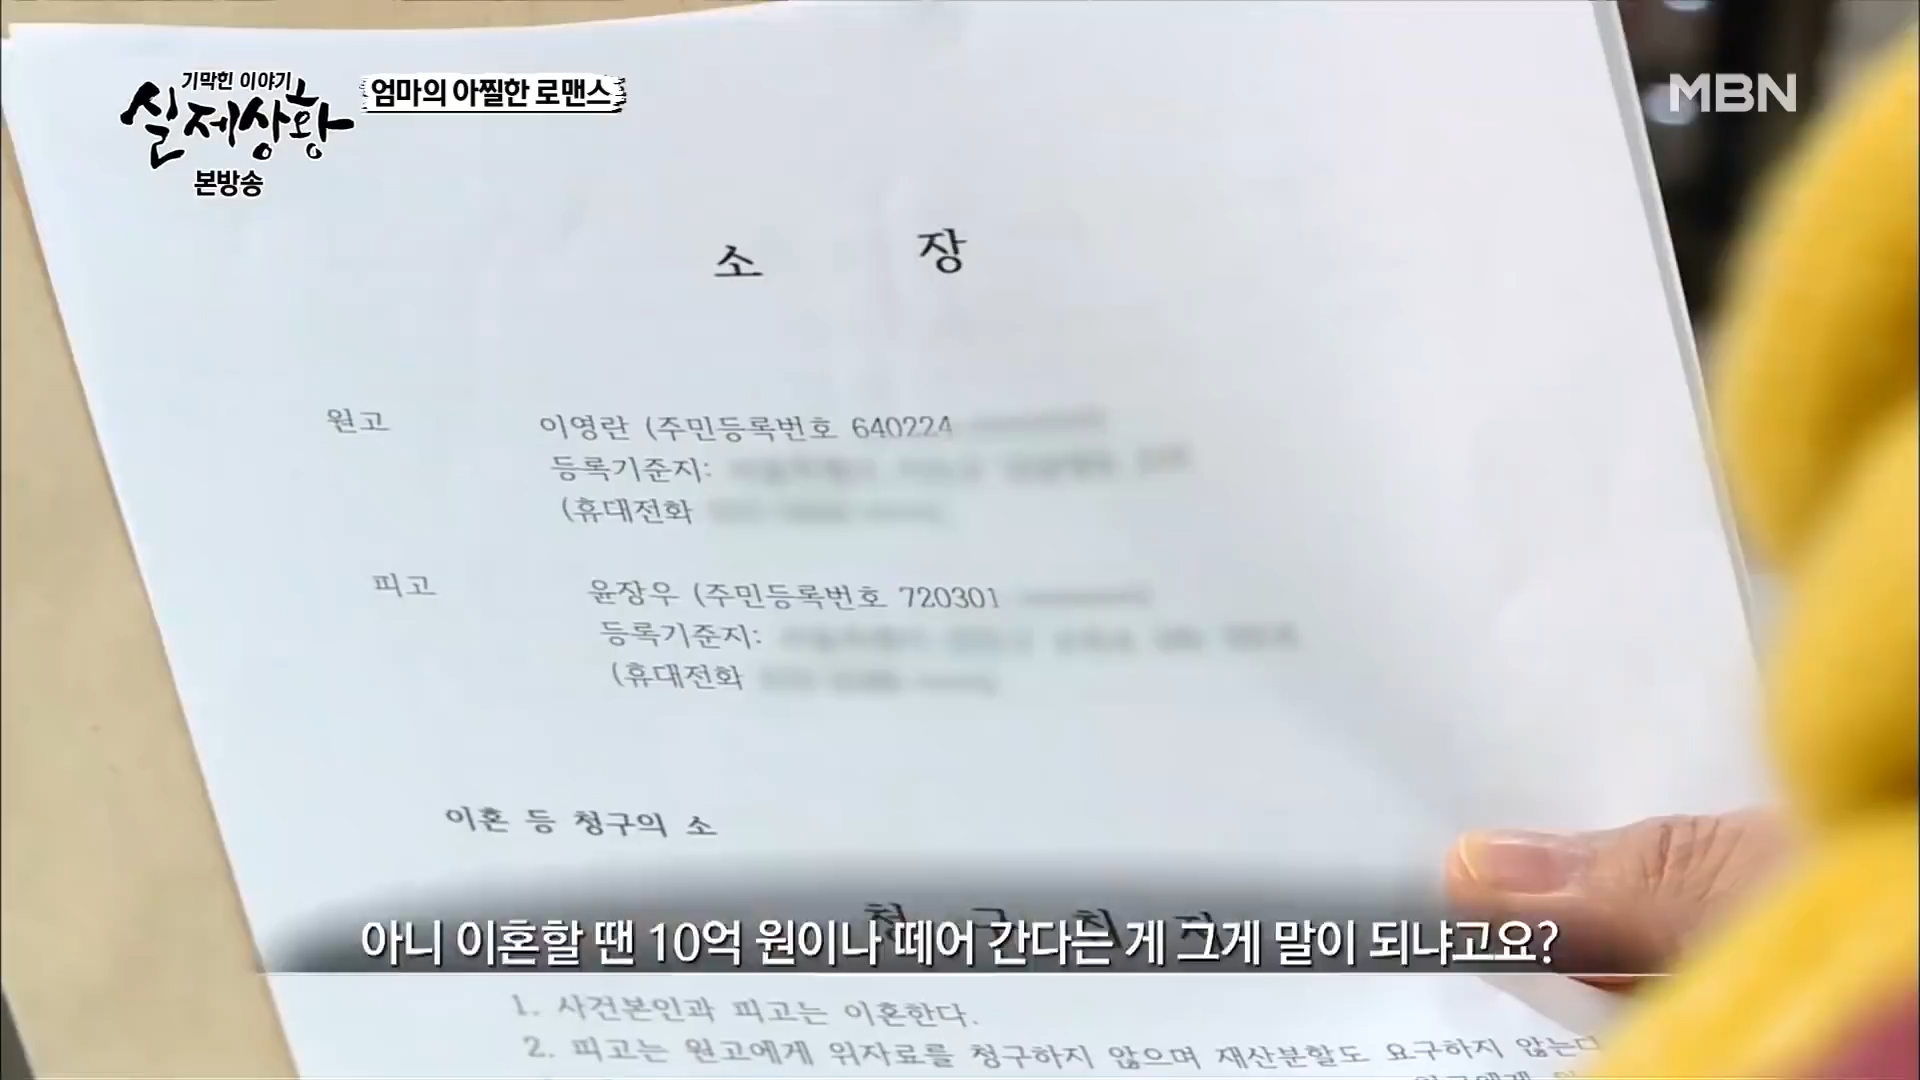 기막힌 이야기
실제상황
본방송
엄마의 아찔한 로맨스
MBN
소 장
원고 이영란 (주민등록번호 640224
등록기준지:
(휴대전화
피고 윤장우 (주민등록번호 720301
등록기준지:
(휴대전화
이혼 등 청구의 소
청 구 취 지
아니 이혼할 땐 10억 원이나 떼어 간다는 게 그게 말이 되냐고요?
1. 사건본인과 피고는 이혼한다.
2. 피고는 원고에게 위자료를 청구하지 않으며 재산분할도 요구하지 않는다